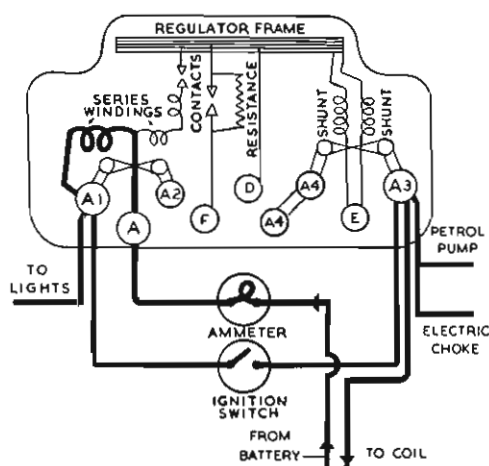 REGULATOR FRAME
SERIES
WINDINGS
CONTACTS
RESISTANCE
SHUNT
SHUNT
A1
A2
A
F
D
A4
A4
E
A3
TO
LIGHTS
PETROL
PUMP
AMMETER
ELECTRIC
CHOKE
IGNITION
SWITCH
FROM
BATTERY
TO COIL